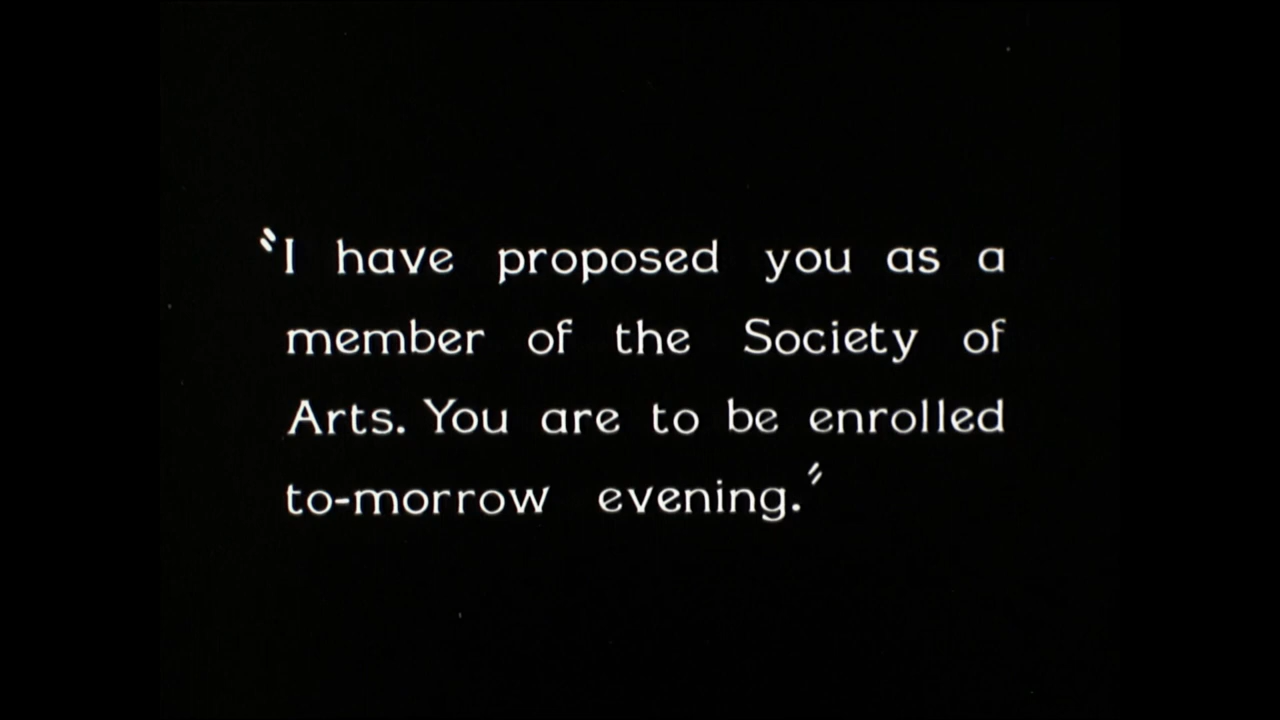 "I have proposed you as a
member of the Society of
Arts. You are to be enrolled
to-morrow evening."